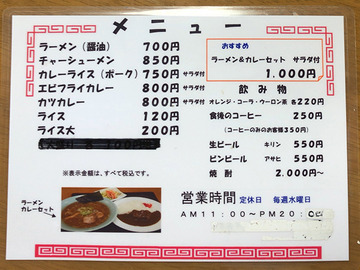 メニュー
ラーメン（醤油） 700円
チャーシューメン 850円
カレーライス（ポーク） 750円 サラダ付
エビフライカレー 800円 サラダ付
カツカレー 800円 サラダ付
ライス 120円
ライス大 200円
※表示金額は、すべて税込です。
ラーメン
カレーセット
おすすめ
ラーメン&カレーセット サラダ付
1,000円
飲み物
オレンジ・コーラ・ウーロン茶 各220円
食後のコーヒー 250円
(コーヒーのみのお客様350円)
生ビール キリン 550円
ビンビール アサヒ 550円
焼酎 2,000円～
営業時間 定休日 毎週水曜日
AM11：00～PM20：0